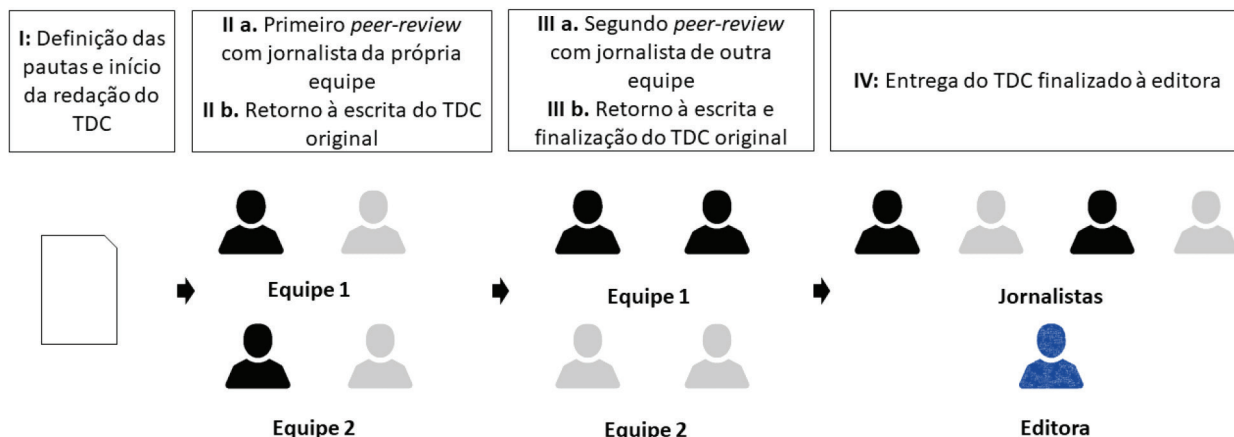 I: Definição das
pautas e início
da redação do
TDC
II a. Primeiro peer-review
com jornalista da própria
equipe
II b. Retorno à escrita do TDC
original
III a. Segundo peer-review
com jornalista de outra
equipe
III b. Retorno à escrita e
finalização do TDC original
IV: Entrega do TDC finalizado à editora
Equipe 1
Equipe 2
Equipe 1
Equipe 2
Jornalistas
Editora